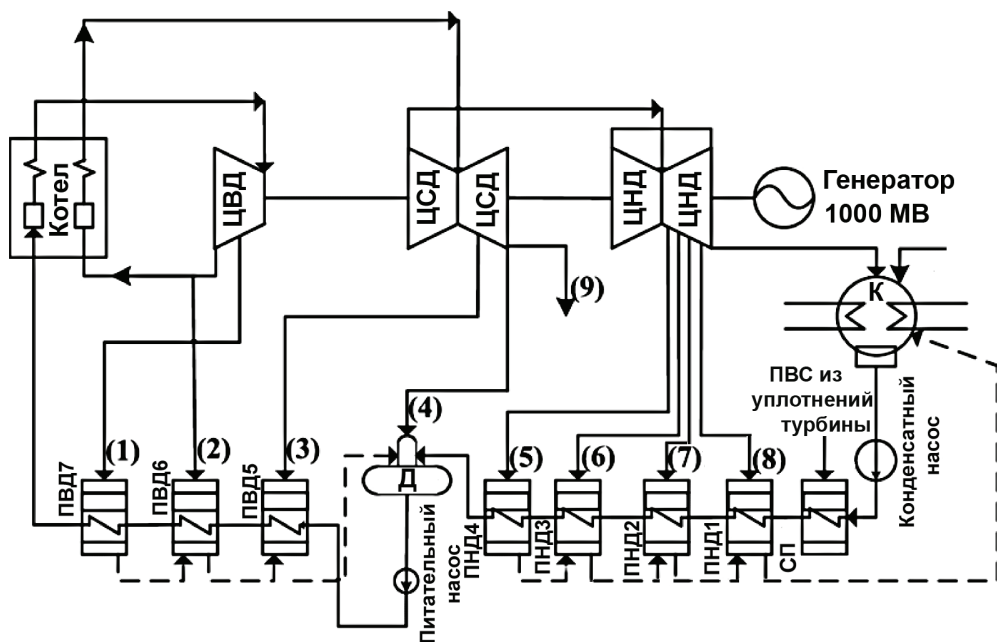 Котел
ЦВД
ЦСД
ЦСД
ЦНД
ЦНД
Генератор
1000 МВ
К
(9)
ПВС из
уплотнений
турбины
Конденсатный
насос
(1)
(2)
(3)
(4)
(5)
(6)
(7)
(8)
ПВД7
ПВД6
ПВД5
Д
Питательный
насос
ПНД4
ПНД3
ПНД2
ПНД1
СП